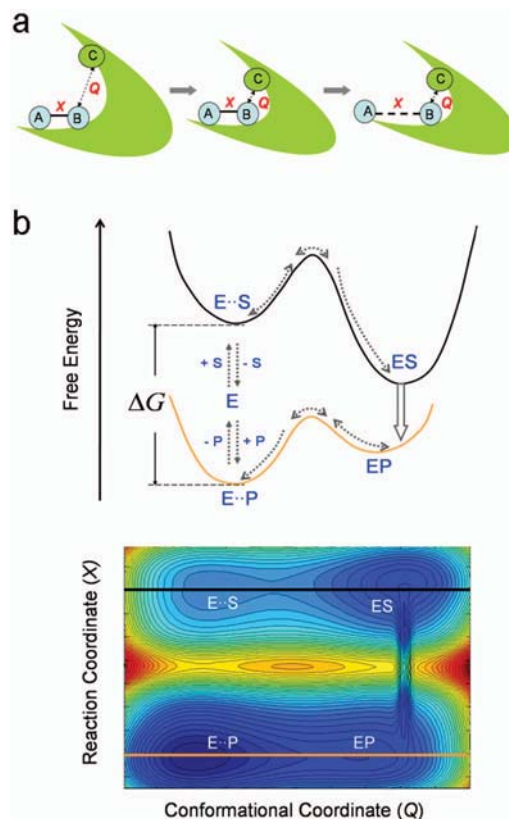 a
C
X
Q
A
B
C
X
Q
A
B
C
X
Q
A
B
b
Free Energy
E··S
ES
+ S
- S
ΔG
E
- P
+ P
EP
E··P
Reaction Coordinate (X)
E··S
ES
E··P
EP
Conformational Coordinate (Q)